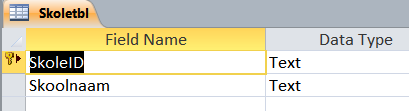 Skoletbl
Field Name Data Type
SkoleID Text
Skoolnaam Text